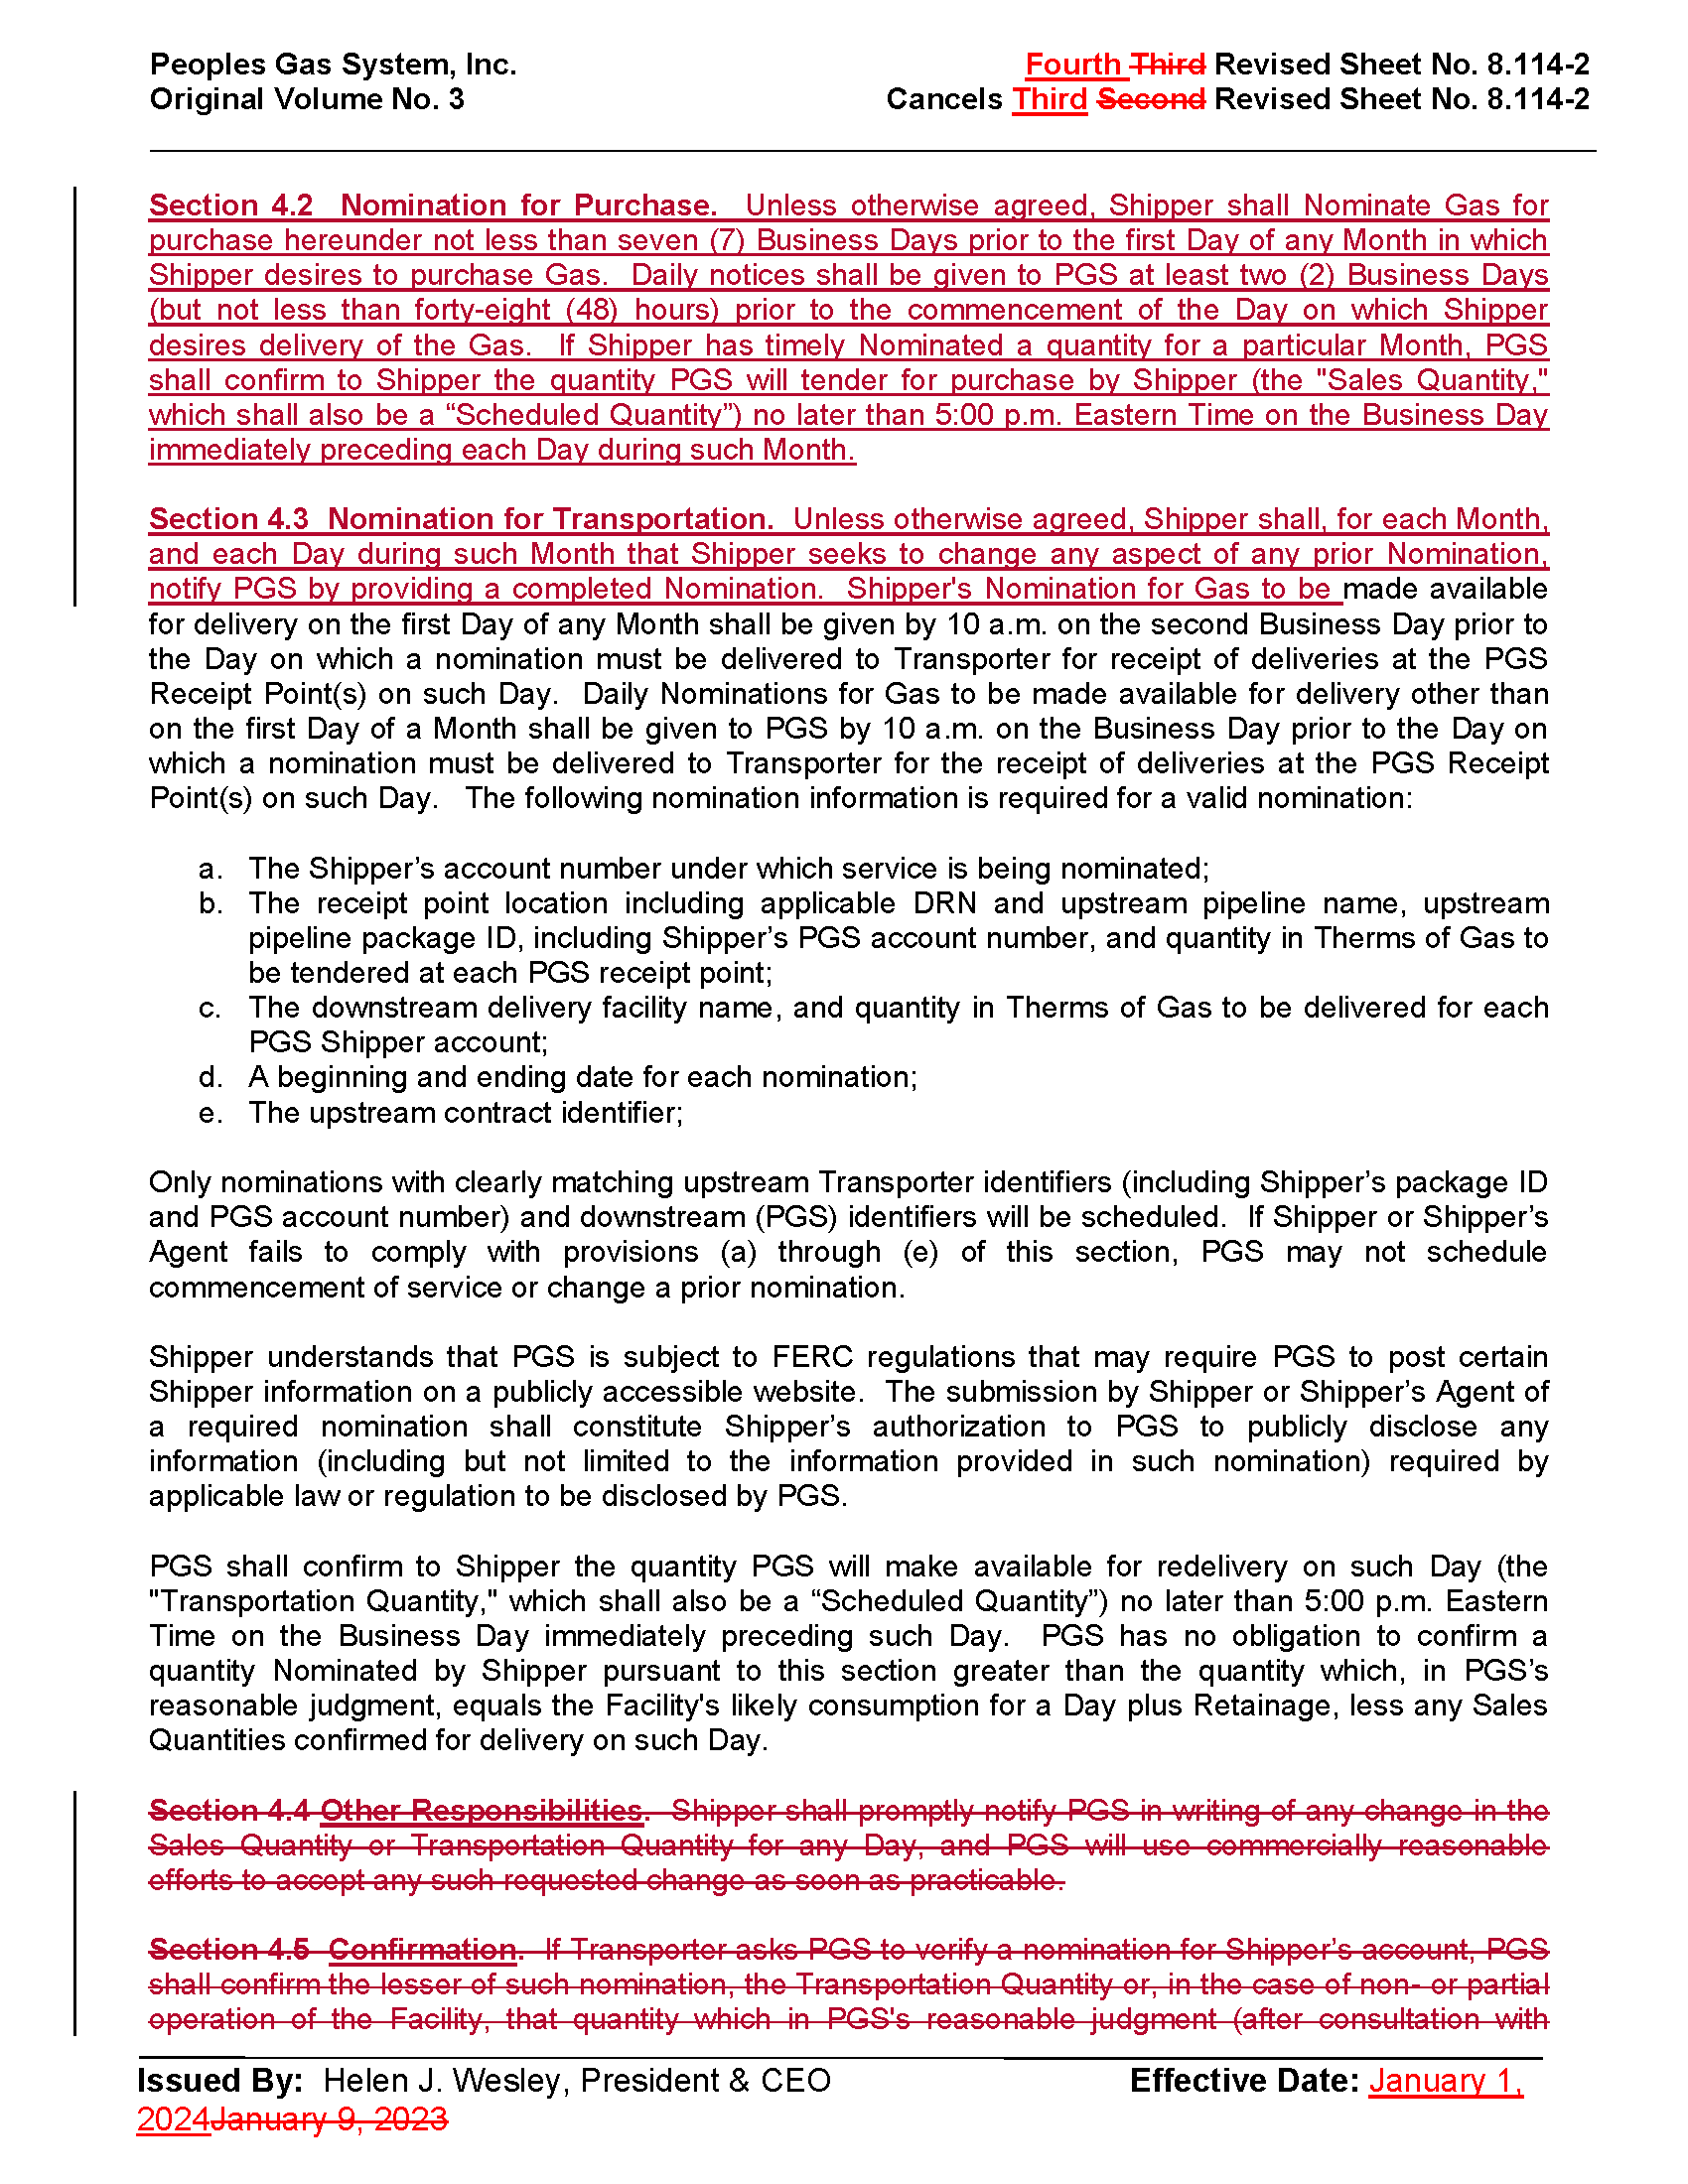 Peoples Gas System, Inc.
Original Volume No. 3
Fourth Third Revised Sheet No. 8.114-2
Cancels Third Second Revised Sheet No. 8.114-2
Section 4.2  Nomination for Purchase.  Unless otherwise agreed, Shipper shall Nominate Gas for
purchase hereunder not less than seven (7) Business Days prior to the first Day of any Month in which
Shipper desires to purchase Gas.  Daily notices shall be given to PGS at least two (2) Business Days
(but not less than forty-eight (48) hours) prior to the commencement of the Day on which Shipper
desires delivery of the Gas.  If Shipper has timely Nominated a quantity for a particular Month, PGS
shall confirm to Shipper the quantity PGS will tender for purchase by Shipper (the "Sales Quantity,"
which shall also be a “Scheduled Quantity”) no later than 5:00 p.m. Eastern Time on the Business Day
immediately preceding each Day during such Month.
Section 4.3  Nomination for Transportation.  Unless otherwise agreed, Shipper shall, for each Month,
and each Day during such Month that Shipper seeks to change any aspect of any prior Nomination,
notify PGS by providing a completed Nomination.  Shipper's Nomination for Gas to be made available
for delivery on the first Day of any Month shall be given by 10 a.m. on the second Business Day prior to
the Day on which a nomination must be delivered to Transporter for receipt of deliveries at the PGS
Receipt Point(s) on such Day.  Daily Nominations for Gas to be made available for delivery other than
on the first Day of a Month shall be given to PGS by 10 a.m. on the Business Day prior to the Day on
which a nomination must be delivered to Transporter for the receipt of deliveries at the PGS Receipt
Point(s) on such Day.   The following nomination information is required for a valid nomination:
a. The Shipper’s account number under which service is being nominated;
b. The receipt point location including applicable DRN and upstream pipeline name, upstream
pipeline package ID, including Shipper’s PGS account number, and quantity in Therms of Gas to
be tendered at each PGS receipt point;
c. The downstream delivery facility name, and quantity in Therms of Gas to be delivered for each
PGS Shipper account;
d. A beginning and ending date for each nomination;
e. The upstream contract identifier;
Only nominations with clearly matching upstream Transporter identifiers (including Shipper’s package ID
and PGS account number) and downstream (PGS) identifiers will be scheduled.  If Shipper or Shipper’s
Agent fails to comply with provisions (a) through (e) of this section, PGS may not schedule
commencement of service or change a prior nomination.
Shipper understands that PGS is subject to FERC regulations that may require PGS to post certain
Shipper information on a publicly accessible website.  The submission by Shipper or Shipper’s Agent of
a required nomination shall constitute Shipper’s authorization to PGS to publicly disclose any
information (including but not limited to the information provided in such nomination) required by
applicable law or regulation to be disclosed by PGS.
PGS shall confirm to Shipper the quantity PGS will make available for redelivery on such Day (the
"Transportation Quantity," which shall also be a “Scheduled Quantity”) no later than 5:00 p.m. Eastern
Time on the Business Day immediately preceding such Day.  PGS has no obligation to confirm a
quantity Nominated by Shipper pursuant to this section greater than the quantity which, in PGS’s
reasonable judgment, equals the Facility's likely consumption for a Day plus Retainage, less any Sales
Quantities confirmed for delivery on such Day.
Section 4.4 Other Responsibilities.  Shipper shall promptly notify PGS in writing of any change in the
Sales Quantity or Transportation Quantity for any Day, and PGS will use commercially reasonable
efforts to accept any such requested change as soon as practicable.
Section 4.5  Confirmation.  If Transporter asks PGS to verify a nomination for Shipper’s account, PGS
shall confirm the lesser of such nomination, the Transportation Quantity or, in the case of non- or partial
operation of the Facility, that quantity which in PGS's reasonable judgment (after consultation with
Issued By:  Helen J. Wesley, President & CEO
Effective Date: January 1,
2024January 9, 2023